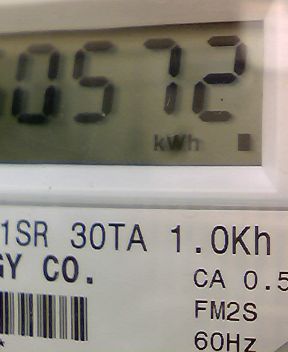 0572
kWh
1SR 30TA 1.0Kh
GY CO.
CA 0.5
FM2S
60Hz